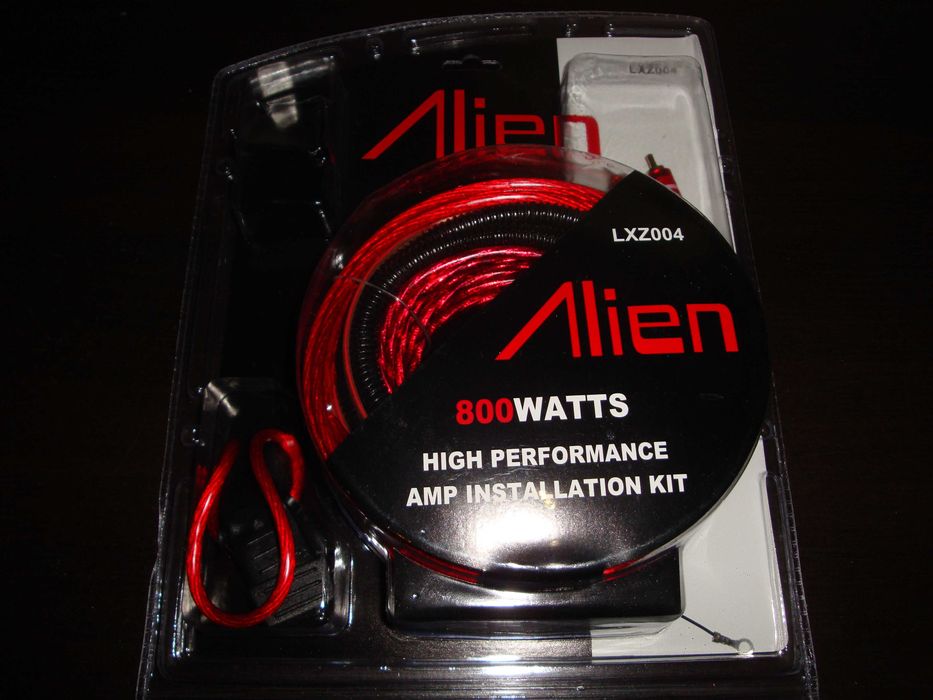 LXZ004
Alien
LXZ004
Alien
800WATTS
HIGH PERFORMANCE
AMP INSTALLATION KIT